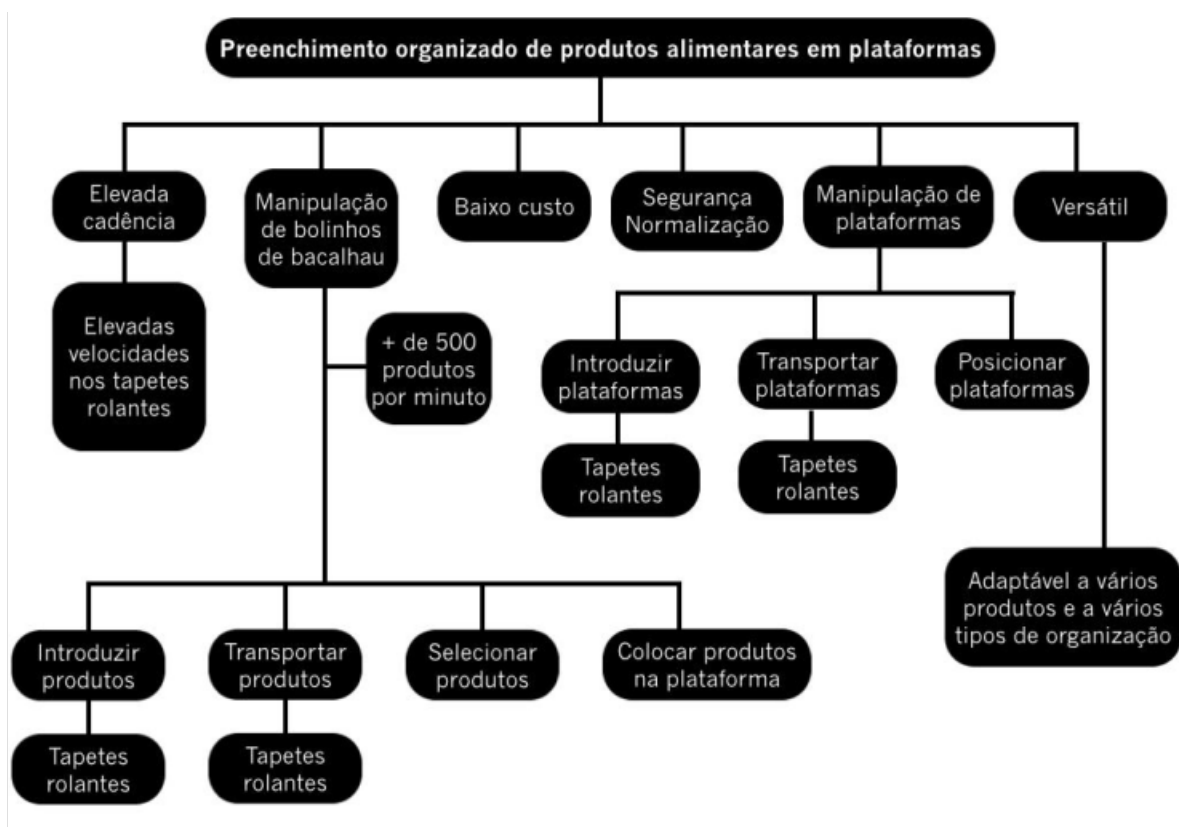 Preenchimento organizado de produtos alimentares em plataformas
Elevada
cadência
Manipulação
de bolinhos
de bacalhau
Baixo custo
Segurança
Normalização
Manipulação de
plataformas
Versátil
Elevadas
velocidades
nos tapetes
rolantes
+ de 500
produtos
por minuto
Introduzir
plataformas
Transportar
plataformas
Posicionar
plataformas
Tapetes
rolantes
Tapetes
rolantes
Adaptável a vários
produtos e a vários
tipos de organização
Introduzir
produtos
Transportar
produtos
Selecionar
produtos
Colocar produtos
na plataforma
Tapetes
rolantes
Tapetes
rolantes